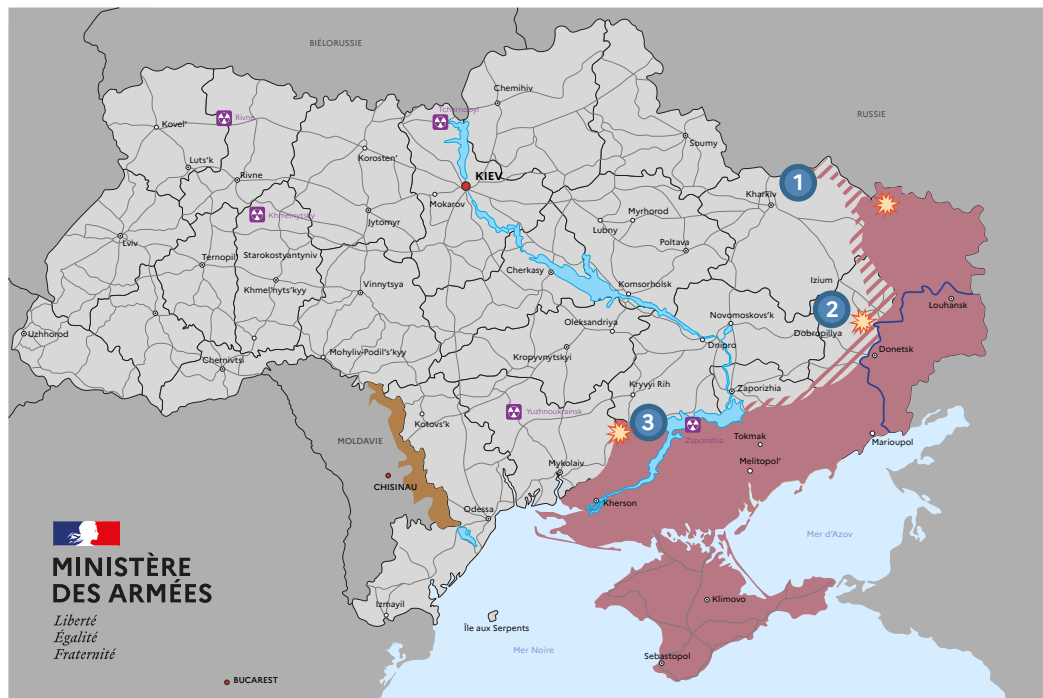 BIÉLORUSSIE
Chernihiv
RUSSIE
Tchernobyl
Rivne
Kovel'
Soumy
Korosten'
Luts'k
Rivne
KIEV
1
Kharkiv
Mokarov
Khmelnytsky
Jytomyr
Myrhorod
Lubny
Lviv
Poltava
Ternopil
Starokostyantyniv
Cherkasy
Izium
Khmel'nyts'kyy
Vinnytsya
Komsorholsk
Louhansk
2
Novomoskovs'k
Oleksandriya
Uzhhorod
Dobropillya
Dnipro
Mohyliv-Podil's'kyy
Donetsk
Kropyvnytskyi
Chernivtsi
Kryvyi Rih
Zaporizhia
Yuzhnoukrainsk
3
Kotovs'k
Tokmak
Zaporizhia
MOLDAVIE
Marioupol
Mykolaiv
Melitopol'
CHISINAU
Kherson
Odessa
Mer d'Azov
MINISTÈRE
DES ARMÉES
Liberté
Égalité
Fraternité
Izmayil
Klimovo
Île aux Serpents
Mer Noire
Sebastopol
BUCAREST